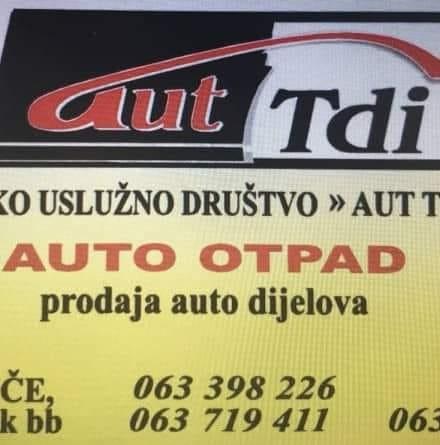 aut Tdi
KO USLUŽNO DRUŠTVO » AUT T
AUTO OTPAD
prodaja auto dijelova
ČE, 063 398 226
k bb 063 719 411 063